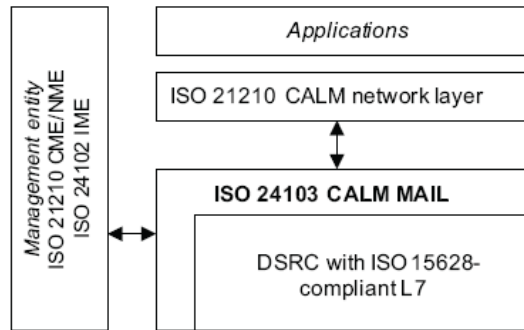 Management entity
ISO 21210 CME/NME
ISO 24102 IME
Applications
ISO 21210 CALM network layer
ISO 24103 CALM MAIL
DSRC with ISO 15628-
compliant L7